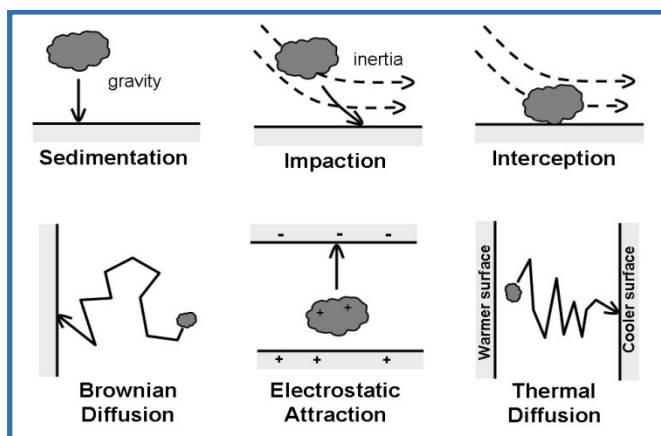 gravity
Sedimentation
inertia
Impaction
Interception
Brownian
Diffusion
- - -
+ +
+ + +
Electrostatic
Attraction
Warmer surface
Cooler surface
Thermal
Diffusion